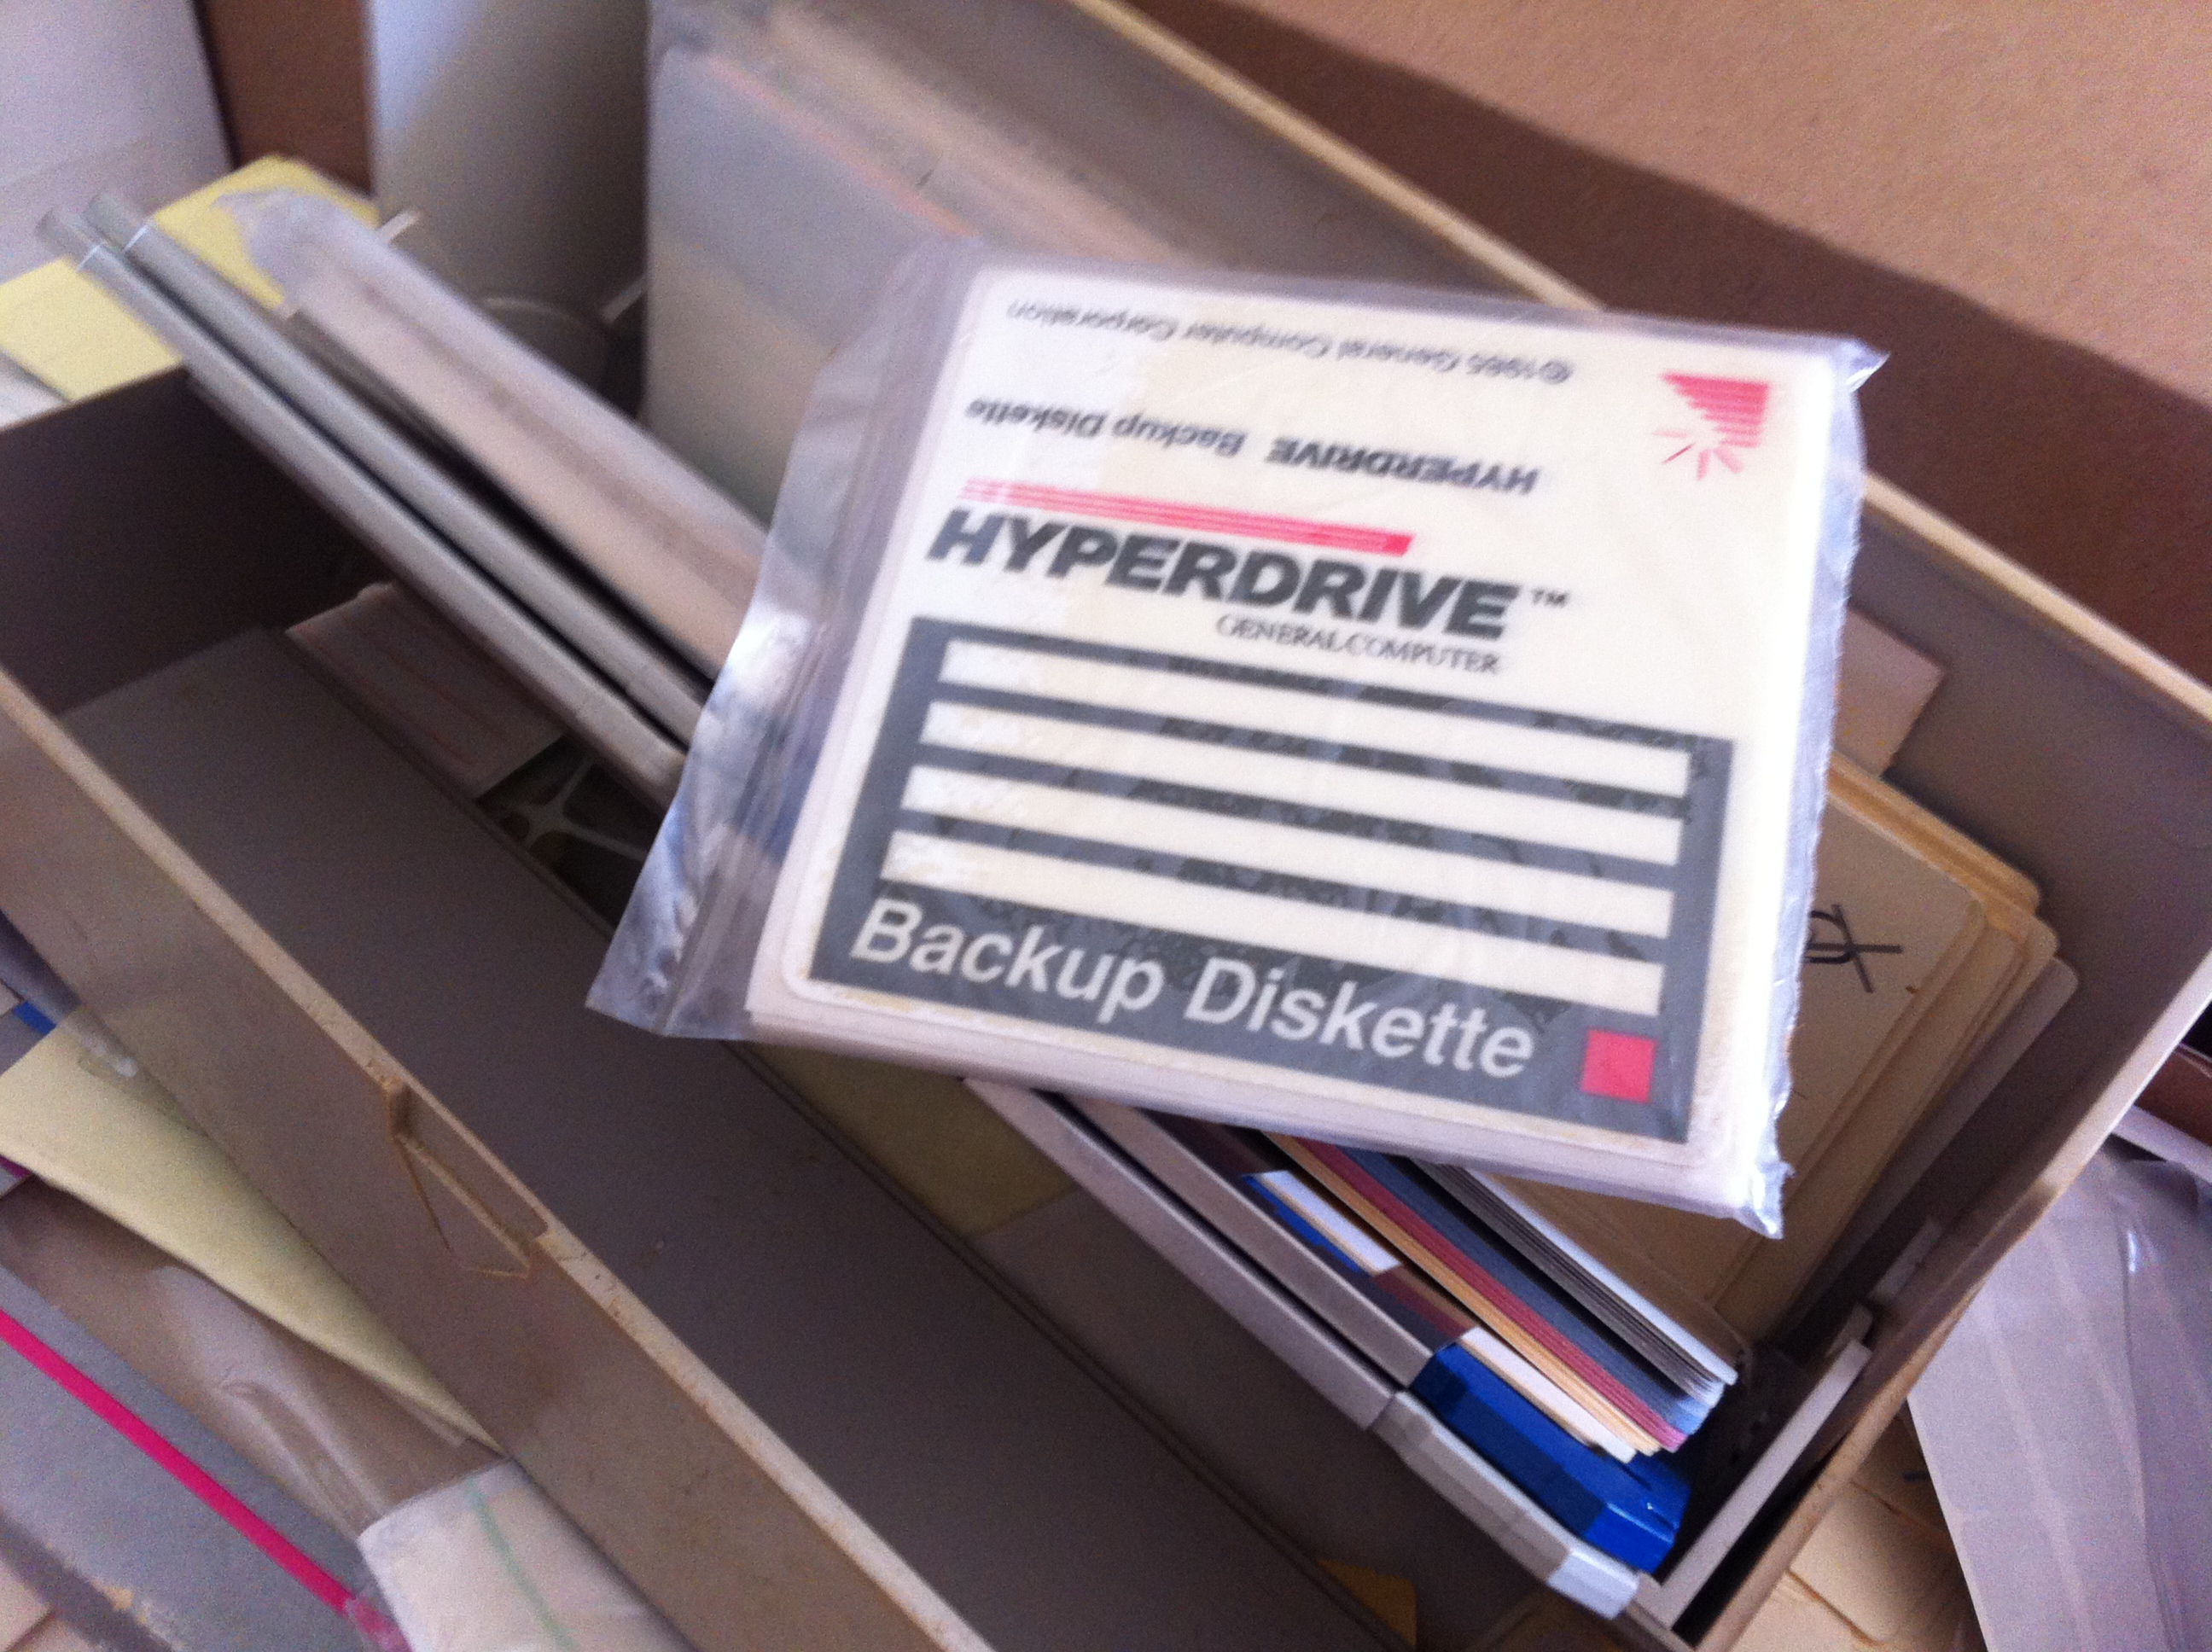 ©1985 General Computer Corporation
HYPERDRIVE Backup Diskette
HYPERDRIVE™
GENERAL COMPUTER
Backup Diskette